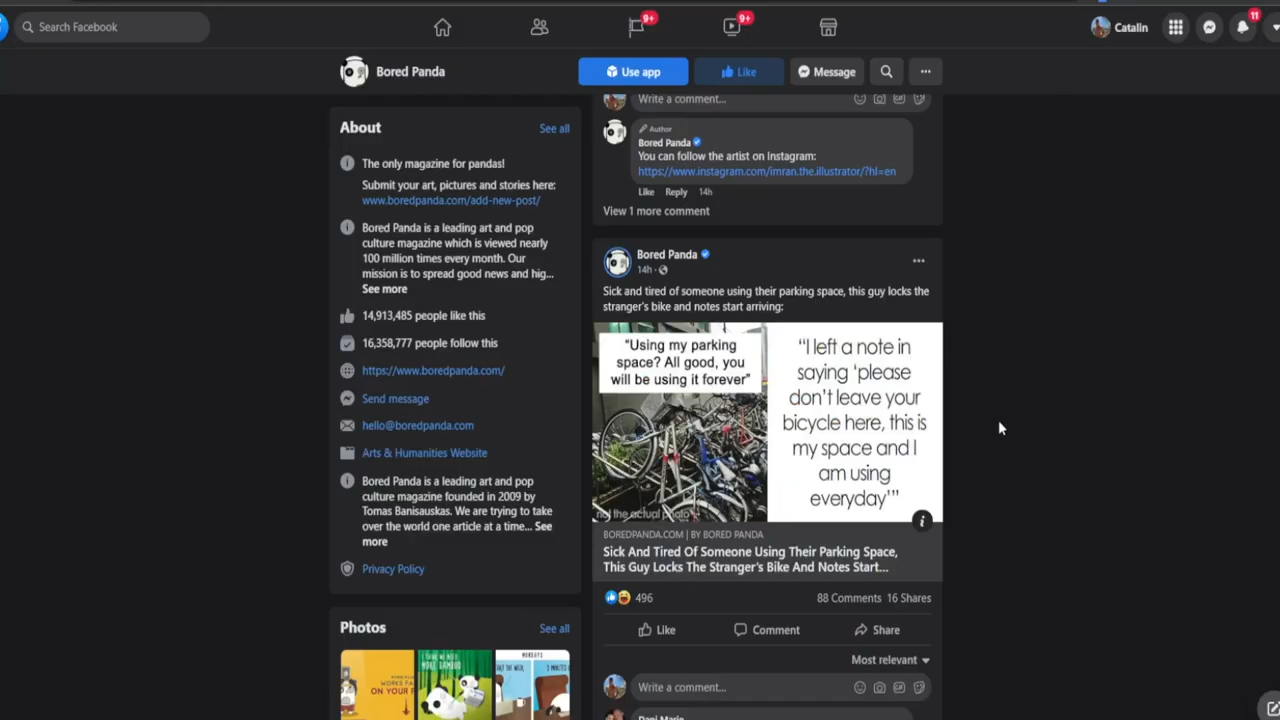 Search Facebook
9+
9+
Catalin
11
Bored Panda
Use app
Like
Message
About
See all
The only magazine for pandas!
Submit your art, pictures and stories here:
www.boredpanda.com/add-new-post/
Bored Panda is a leading art and pop
culture magazine which is viewed nearly
100 million times every month. Our
mission is to spread good news and hig...
See more
14,913,485 people like this
16,358,777 people follow this
https://www.boredpanda.com/
Send message
hello@boredpanda.com
Arts & Humanities Website
Bored Panda is a leading art and pop
culture magazine founded in 2009 by
Tomas Banisauskas. We are trying to take
over the world one article at a time... See
more
Privacy Policy
Photos
See all
MORE BAMBOO
Write a comment...
Author
Bored Panda
You can follow the artist on Instagram:
https://www.instagram.com/imran.the.illustrator/?hl=en
Like Reply 14h
View 1 more comment
Bored Panda
14h
Sick and tired of someone using their parking space, this guy locks the
stranger's bike and notes start arriving:
"Using my parking
space? All good, you
will be using it forever"
not the actual photo
"I left a note in
saying 'please
don't leave your
bicycle here, this is
my space and I
am using
everyday'"
BOREDPANDA.COM | BY BORED PANDA
Sick And Tired Of Someone Using Their Parking Space,
This Guy Locks The Stranger's Bike And Notes Start...
496
88 Comments 16 Shares
Like
Comment
Share
Most relevant
Write a comment...